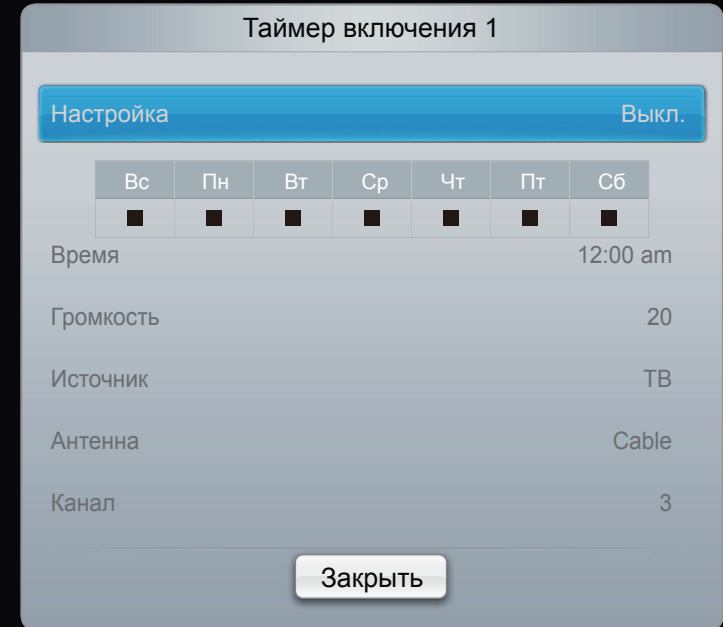 Таймер включения 1
Настройка Выкл.
Вс Пн Вт Ср Чт Пт Сб
Время 12:00 am
Громкость 20
Источник ТВ
Антенна Cable
Канал 3
Закрыть